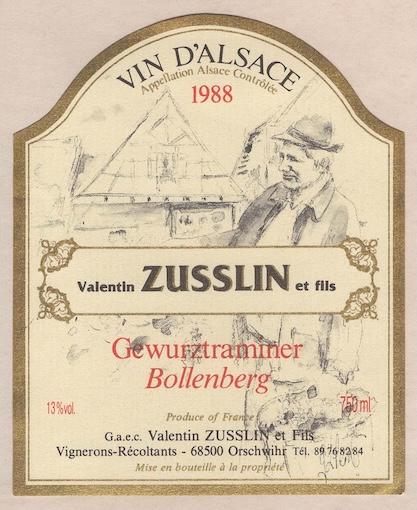 VIN D'ALSACE
Appellation Alsace Contrôlée
1988
Valentin ZUSSLIN et fils
Gewurztraminer
Bollenberg
13% vol.
750 ml
Produce of France
G.a.e.c. Valentin ZUSSLIN et Fils
Vignerons-Récoltants - 68500 Orschwihr Tél. 89 76 82 84
Mise en bouteille à la propriété